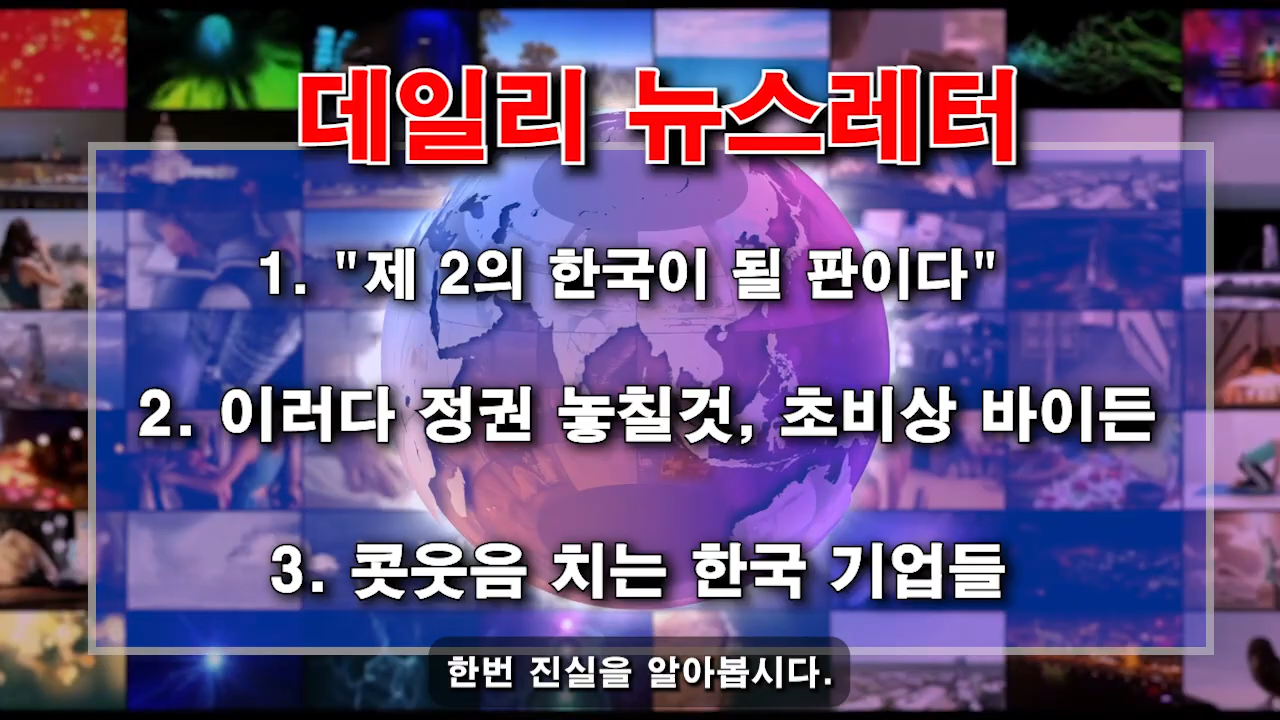 데일리 뉴스레터
1. "제 2의 한국이 될 판이다"
2. 이러다 정권 놓칠것, 초비상 바이든
3. 콧웃음 치는 한국 기업들
한번 진실을 알아봅시다.